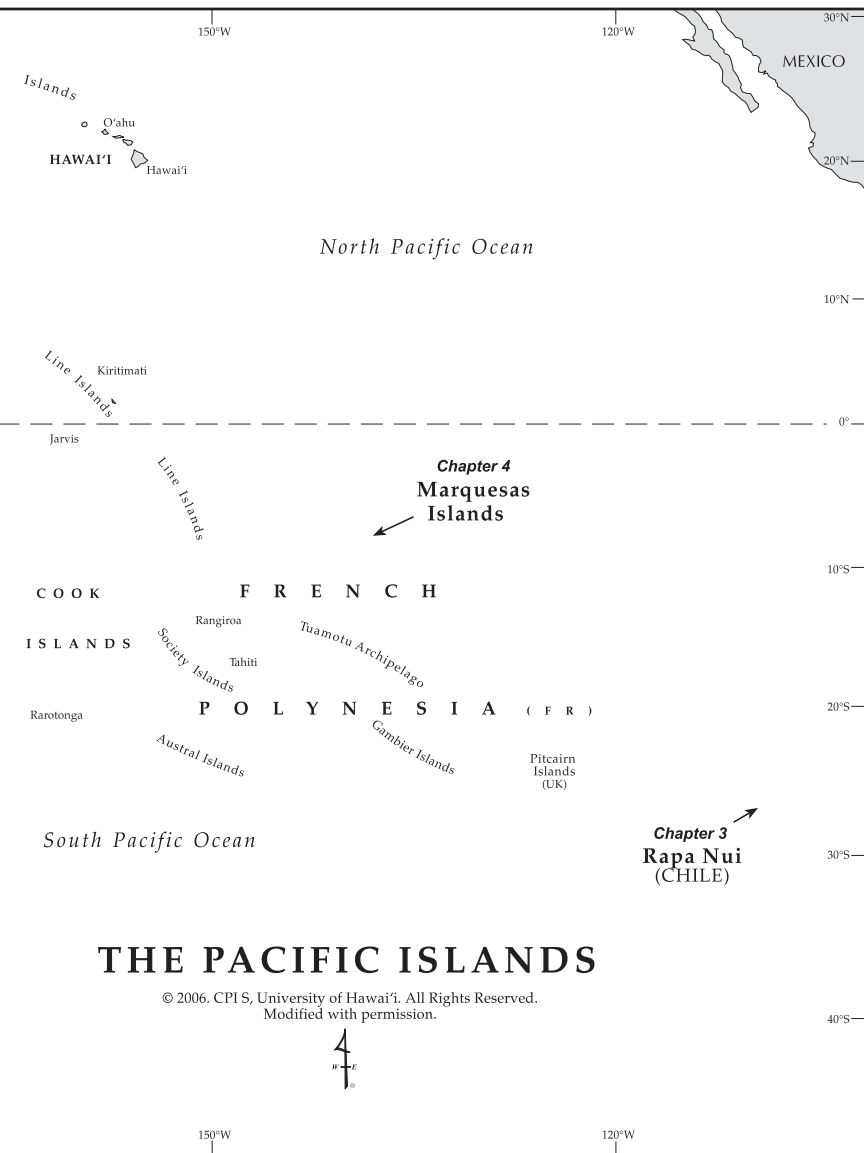 150°W
120°W
30°N
MEXICO
Islands
O‘ahu
HAWAI‘I
Hawai‘i
20°N
North Pacific Ocean
10°N
Line Islands
Kiritimati
0°
Jarvis
Line Islands
Chapter 4
Marquesas
Islands
10°S
COOK
FRENCH
Rangiroa
Tuamotu Archipelago
ISLANDS
Society Islands
Tahiti
POLYNESIA (FR)
20°S
Rarotonga
Austral Islands
Gambier Islands
Pitcairn
Islands
(UK)
South Pacific Ocean
Chapter 3
Rapa Nui
(CHILE)
30°S
THE PACIFIC ISLANDS
© 2006. CPI S, University of Hawai‘i. All Rights Reserved.
Modified with permission.
40°S
W E
®
150°W
120°W